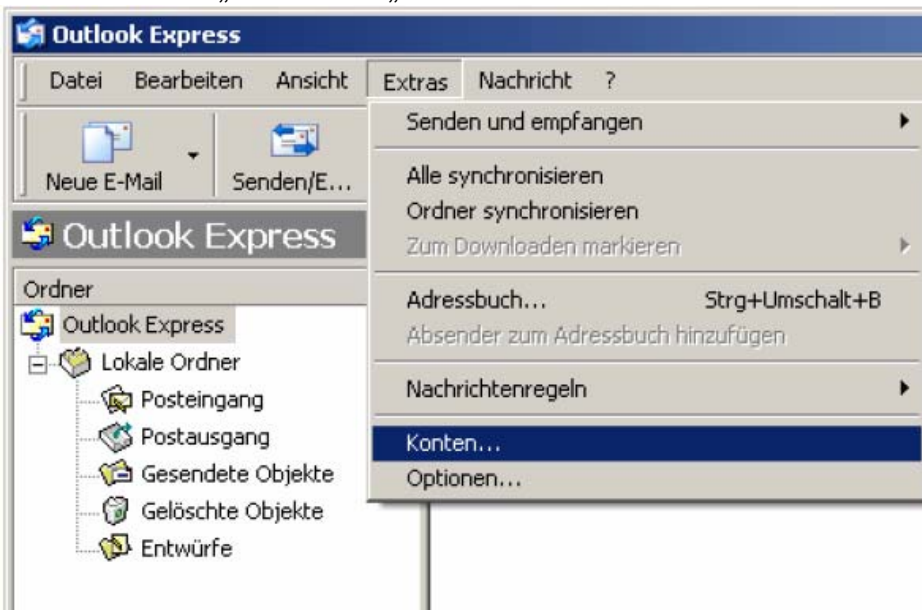 Outlook Express
Datei Bearbeiten Ansicht Extras Nachricht ?
Neue E-Mail Senden/E...
Outlook Express
Ordner
Outlook Express
Lokale Ordner
Posteingang
Postausgang
Gesendete Objekte
Gelöschte Objekte
Entwürfe
Senden und empfangen
Alle synchronisieren
Ordner synchronisieren
Zum Downloaden markieren
Adressbuch... Strg+Umschalt+B
Absender zum Adressbuch hinzufügen
Nachrichtenregeln
Konten...
Optionen...